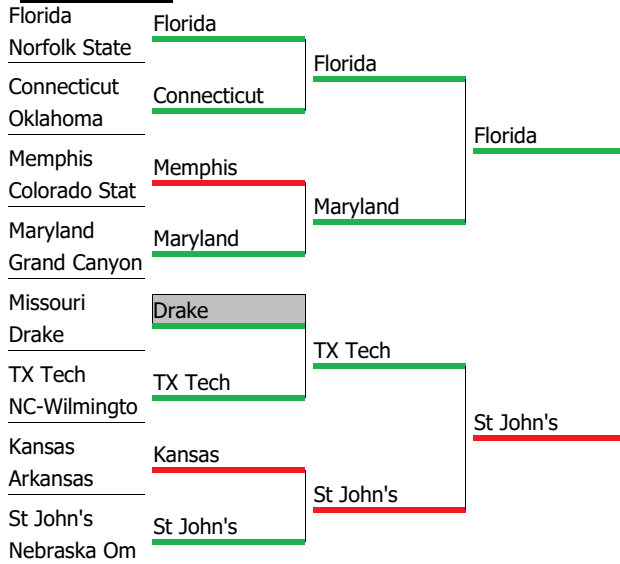 Florida
Norfolk State
Connecticut
Oklahoma
Memphis
Colorado Stat
Maryland
Grand Canyon
Missouri
Drake
TX Tech
NC-Wilmingto
Kansas
Arkansas
St John's
Nebraska Om
Florida
Connecticut
Memphis
Maryland
Drake
TX Tech
Kansas
St John's
Florida
Maryland
TX Tech
St John's
Florida
St John's